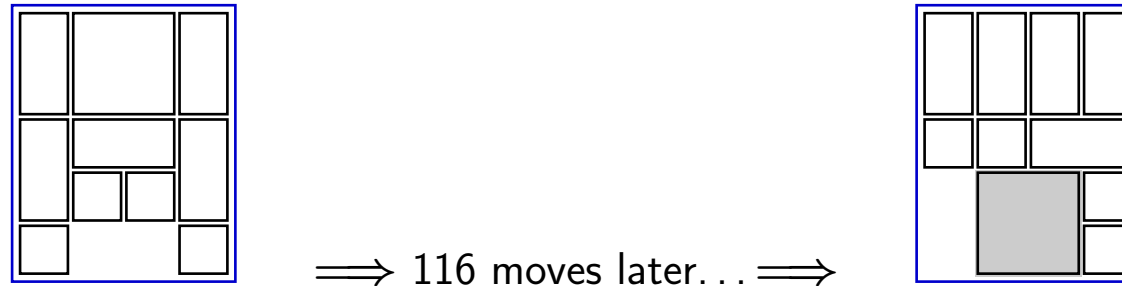 ⟹ 116 moves later... ⟹